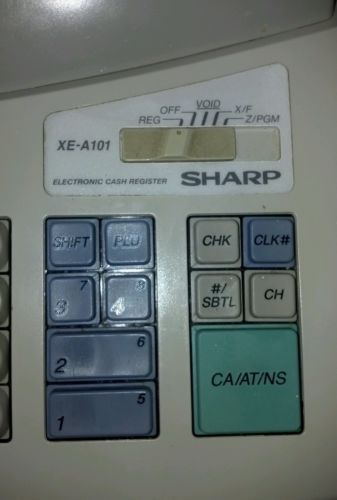 OFF VOID X/F
REG Z/PGM
XE-A101
ELECTRONIC CASH REGISTER SHARP
SHIFT PLU CHK CLK#
7 8
3 4 #/SBTL CH
6
2
CA/AT/NS
5
1